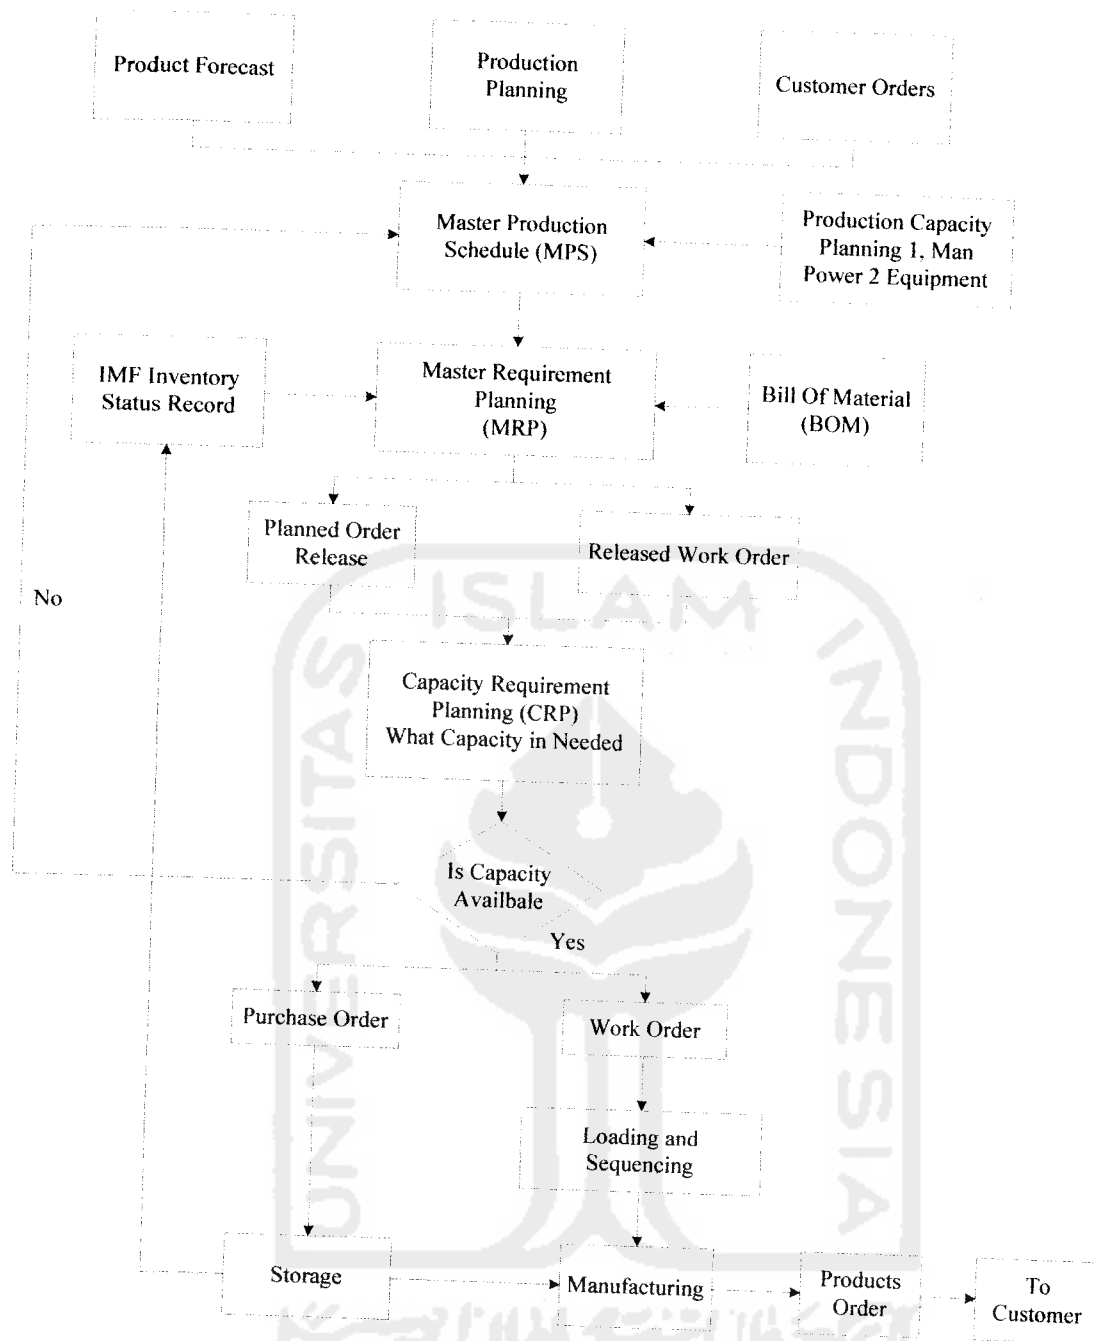 Product Forecast
Production
Planning
Customer Orders
Master Production
Schedule (MPS)
Production Capacity
Planning 1, Man
Power 2 Equipment
IMF Inventory
Status Record
Master Requirement
Planning
(MRP)
Bill Of Material
(BOM)
Planned Order
Release
Released Work Order
No
Capacity Requirement
Planning (CRP)
What Capacity in Needed
Is Capacity
Availbale
Yes
Purchase Order
Work Order
Loading and
Sequencing
Storage
Manufacturing
Products
Order
To
Customer
UNIVERSITAS
ISLAM
INDONESIA